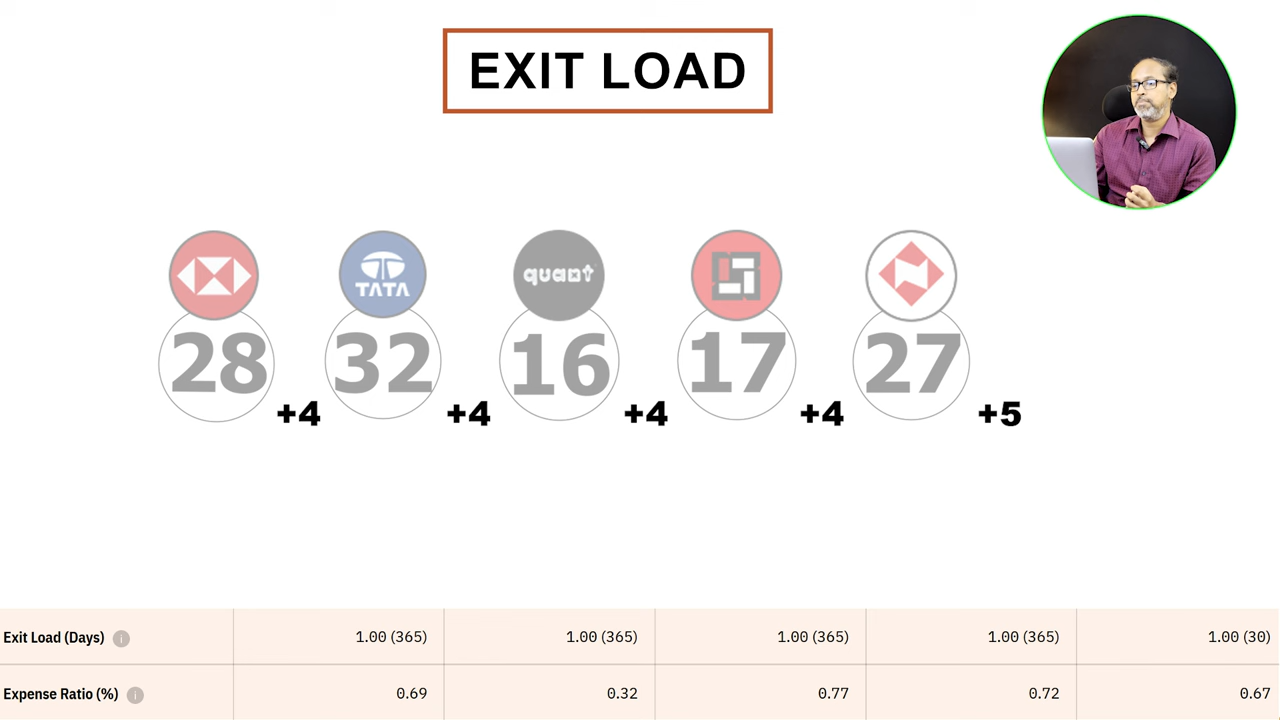 EXIT LOAD
TATA
quant
28 32 16 17 27
+4 +4 +4 +4 +5
Exit Load (Days) 1.00 (365) 1.00 (365) 1.00 (365) 1.00 (365) 1.00 (30)
Expense Ratio (%) 0.69 0.32 0.77 0.72 0.67